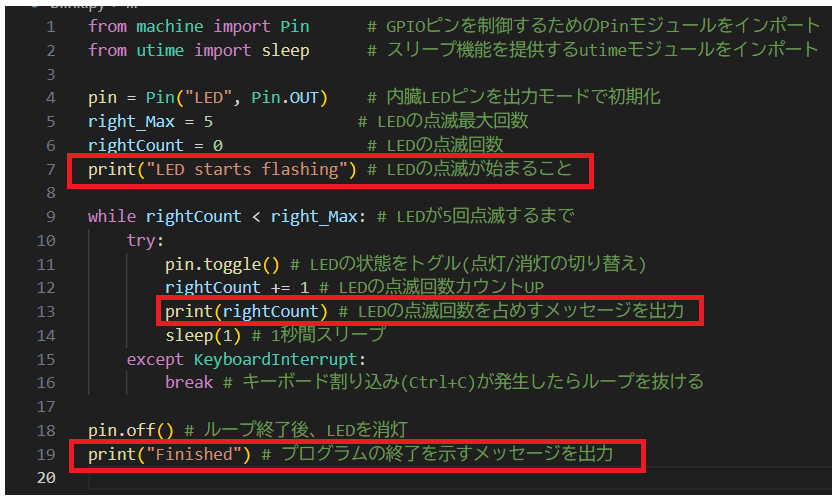 1 from machine import Pin # GPIOピンを制御するためのPinモジュールをインポート
2 from utime import sleep # スリープ機能を提供するutimeモジュールをインポート
3
4 pin = Pin("LED", Pin.OUT) # 内臓LEDピンを出力モードで初期化
5 right_Max = 5 # LEDの点滅最大回数
6 rightCount = 0 # LEDの点滅回数
7 print("LED starts flashing") # LEDの点滅が始まること
8
9 while rightCount < right_Max: # LEDが5回点滅するまで
10 try:
11 pin.toggle() # LEDの状態をトグル(点灯/消灯の切り替え)
12 rightCount += 1 # LEDの点滅回数カウントUP
13 print(rightCount) # LEDの点滅回数を占めすメッセージを出力
14 sleep(1) # 1秒間スリープ
15 except KeyboardInterrupt:
16 break # キーボード割り込み(Ctrl+C)が発生したらループを抜ける
17
18 pin.off() # ループ終了後、LEDを消灯
19 print("Finished") # プログラムの終了を示すメッセージを出力
20